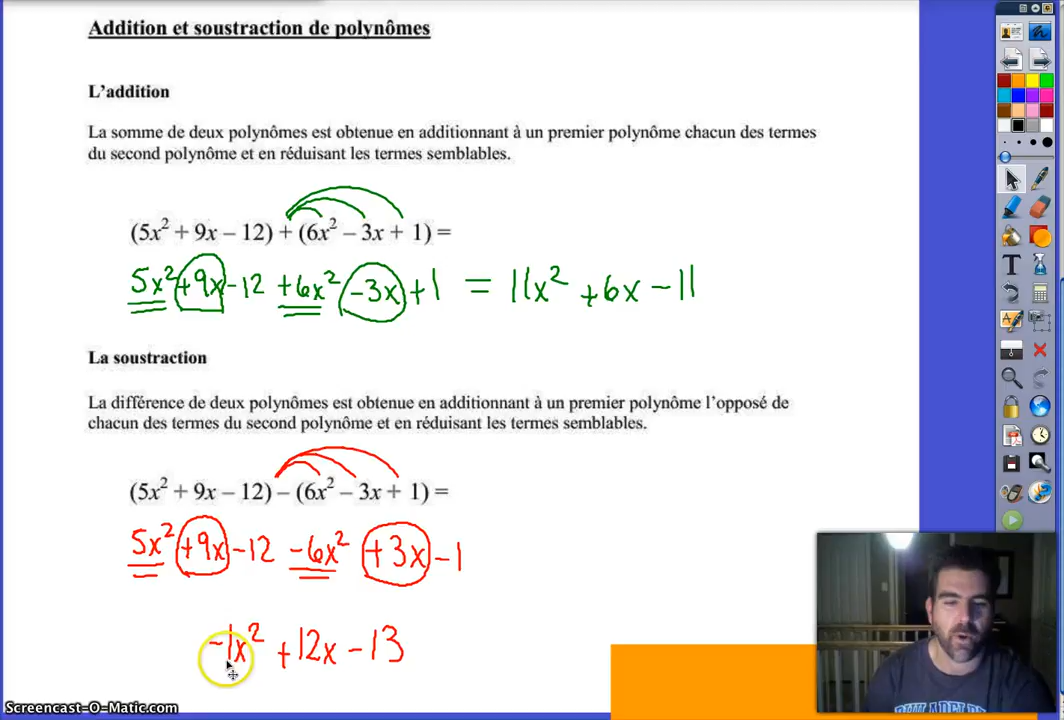 Addition et soustraction de polynômes
L’addition
La somme de deux polynômes est obtenue en additionnant à un premier polynôme chacun des termes
du second polynôme et en réduisant les termes semblables.
(5x² + 9x – 12) + (6x² – 3x + 1) =
5x² +9x -12 +6x² -3x +1 = 11x² +6x -11
La soustraction
La différence de deux polynômes est obtenue en additionnant à un premier polynôme l’opposé de
chacun des termes du second polynôme et en réduisant les termes semblables.
(5x² + 9x – 12) – (6x² – 3x + 1) =
5x² +9x -12 -6x² +3x -1
-1x² +12x -13
Screencast-O-Matic.com